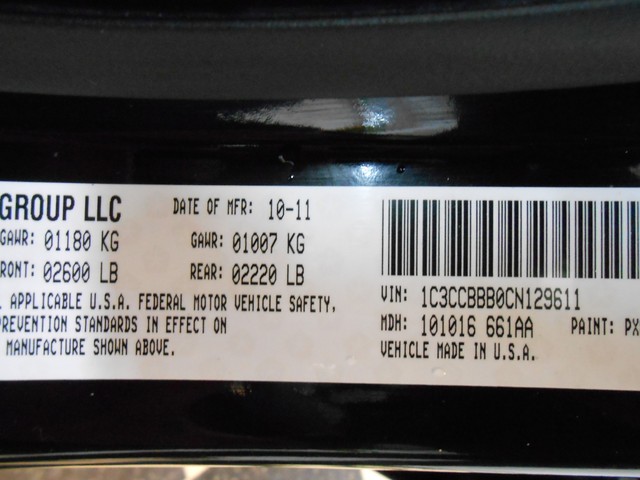 GROUP LLC DATE OF MFR: 10-11
GAWR: 01180 KG GAWR: 01007 KG
RONT: 02600 LB REAR: 02220 LB
APPLICABLE U.S.A. FEDERAL MOTOR VEHICLE SAFETY,
PREVENTION STANDARDS IN EFFECT ON
MANUFACTURE SHOWN ABOVE.
VIN: 1C3CCBBB0CN129611
MDH: 101016 661AA PAINT: PX
VEHICLE MADE IN U.S.A.